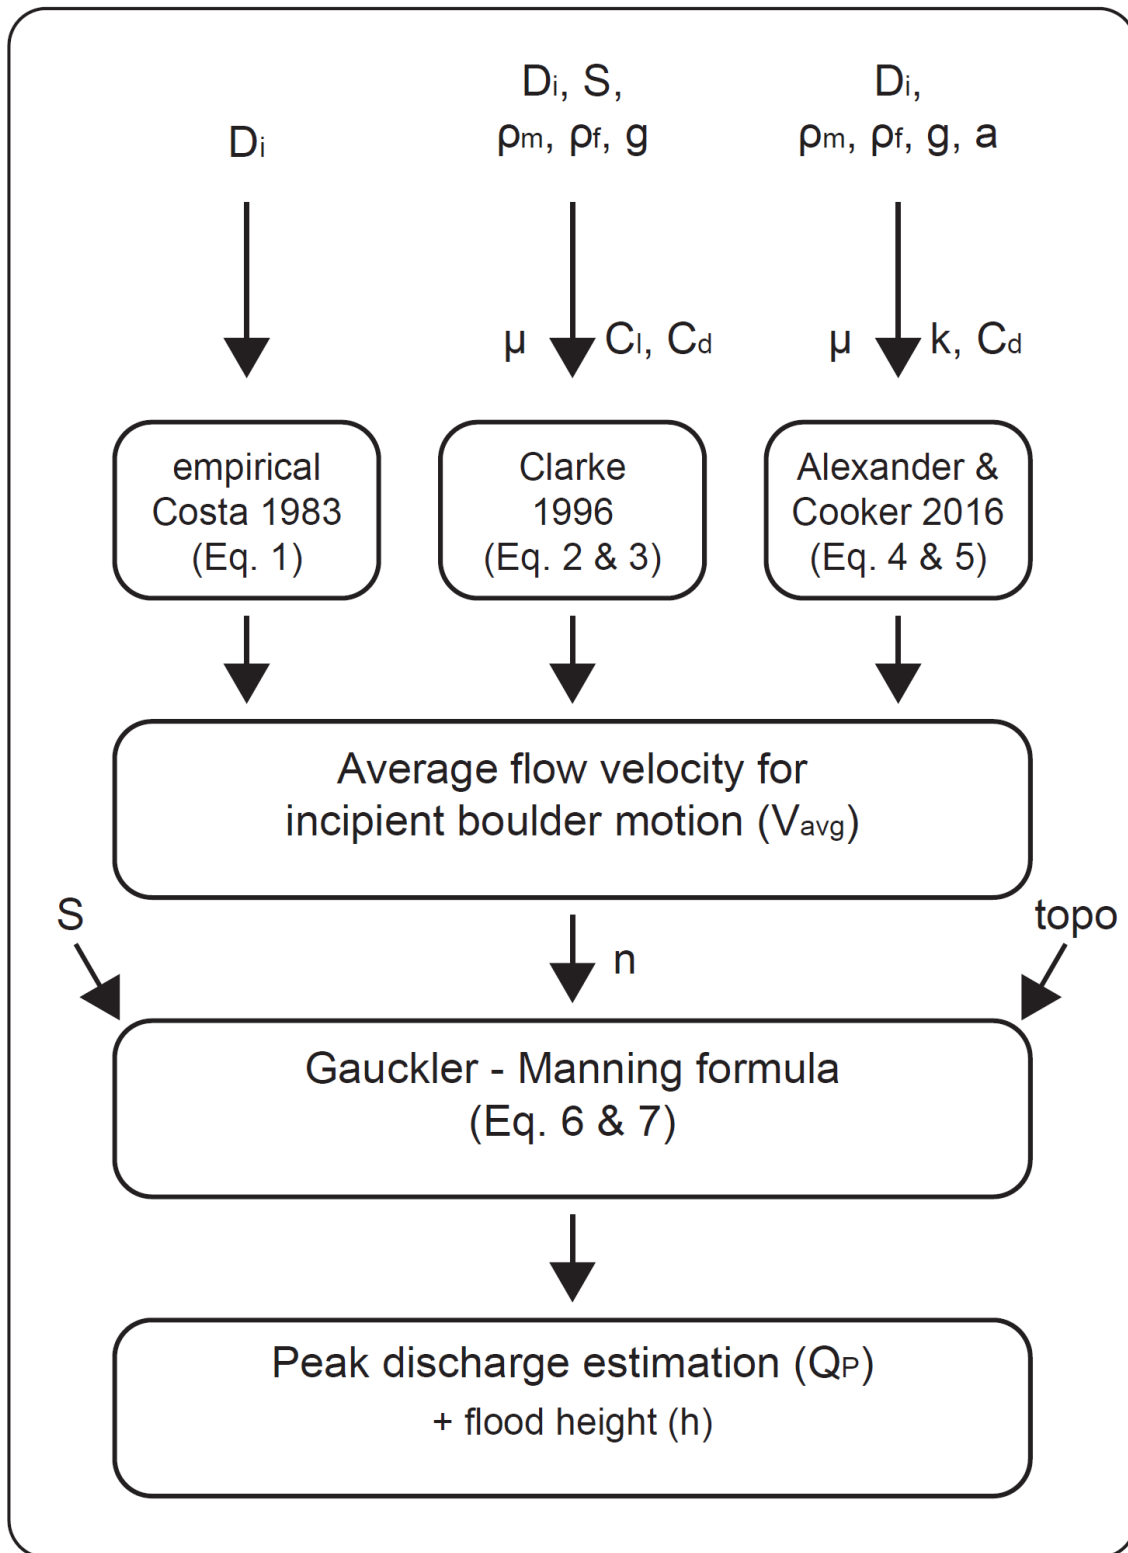 Di
Di, S,
ρm, ρf, g
Di,
ρm, ρf, g, a
μ
Cl, Cd
μ
k, Cd
empirical
Costa 1983
(Eq. 1)
Clarke
1996
(Eq. 2 & 3)
Alexander &
Cooker 2016
(Eq. 4 & 5)
Average flow velocity for
incipient boulder motion (Vavg)
S
n
topo
Gauckler - Manning formula
(Eq. 6 & 7)
Peak discharge estimation (QP)
+ flood height (h)